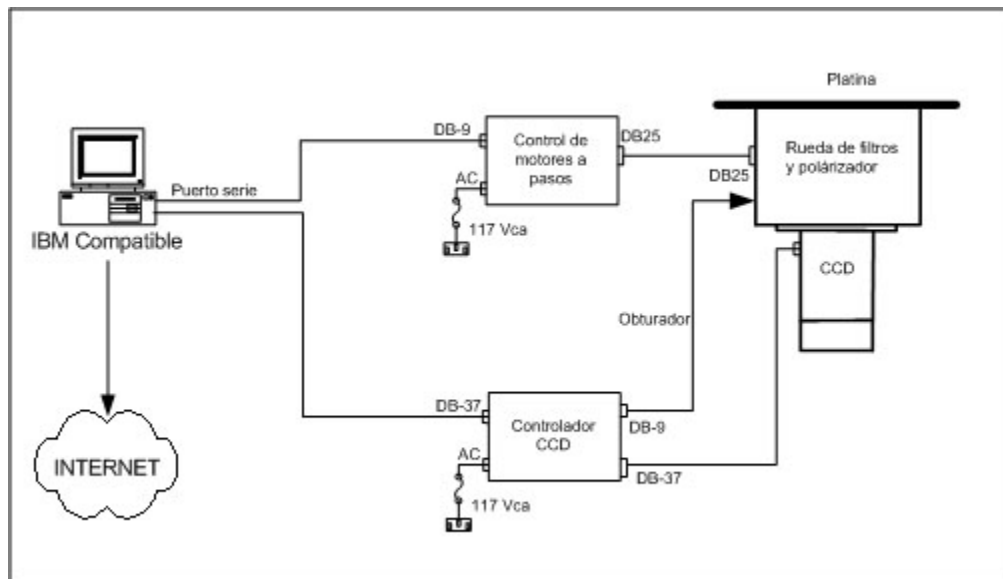 Platina
DB-9
Control de
motores a
pasos
DB25
Rueda de filtros
y polárizador
DB25
AC
117 Vca
Puerto serie
IBM Compatible
CCD
Obturador
DB-37
Controlador
CCD
DB-9
AC
DB-37
117 Vca
INTERNET